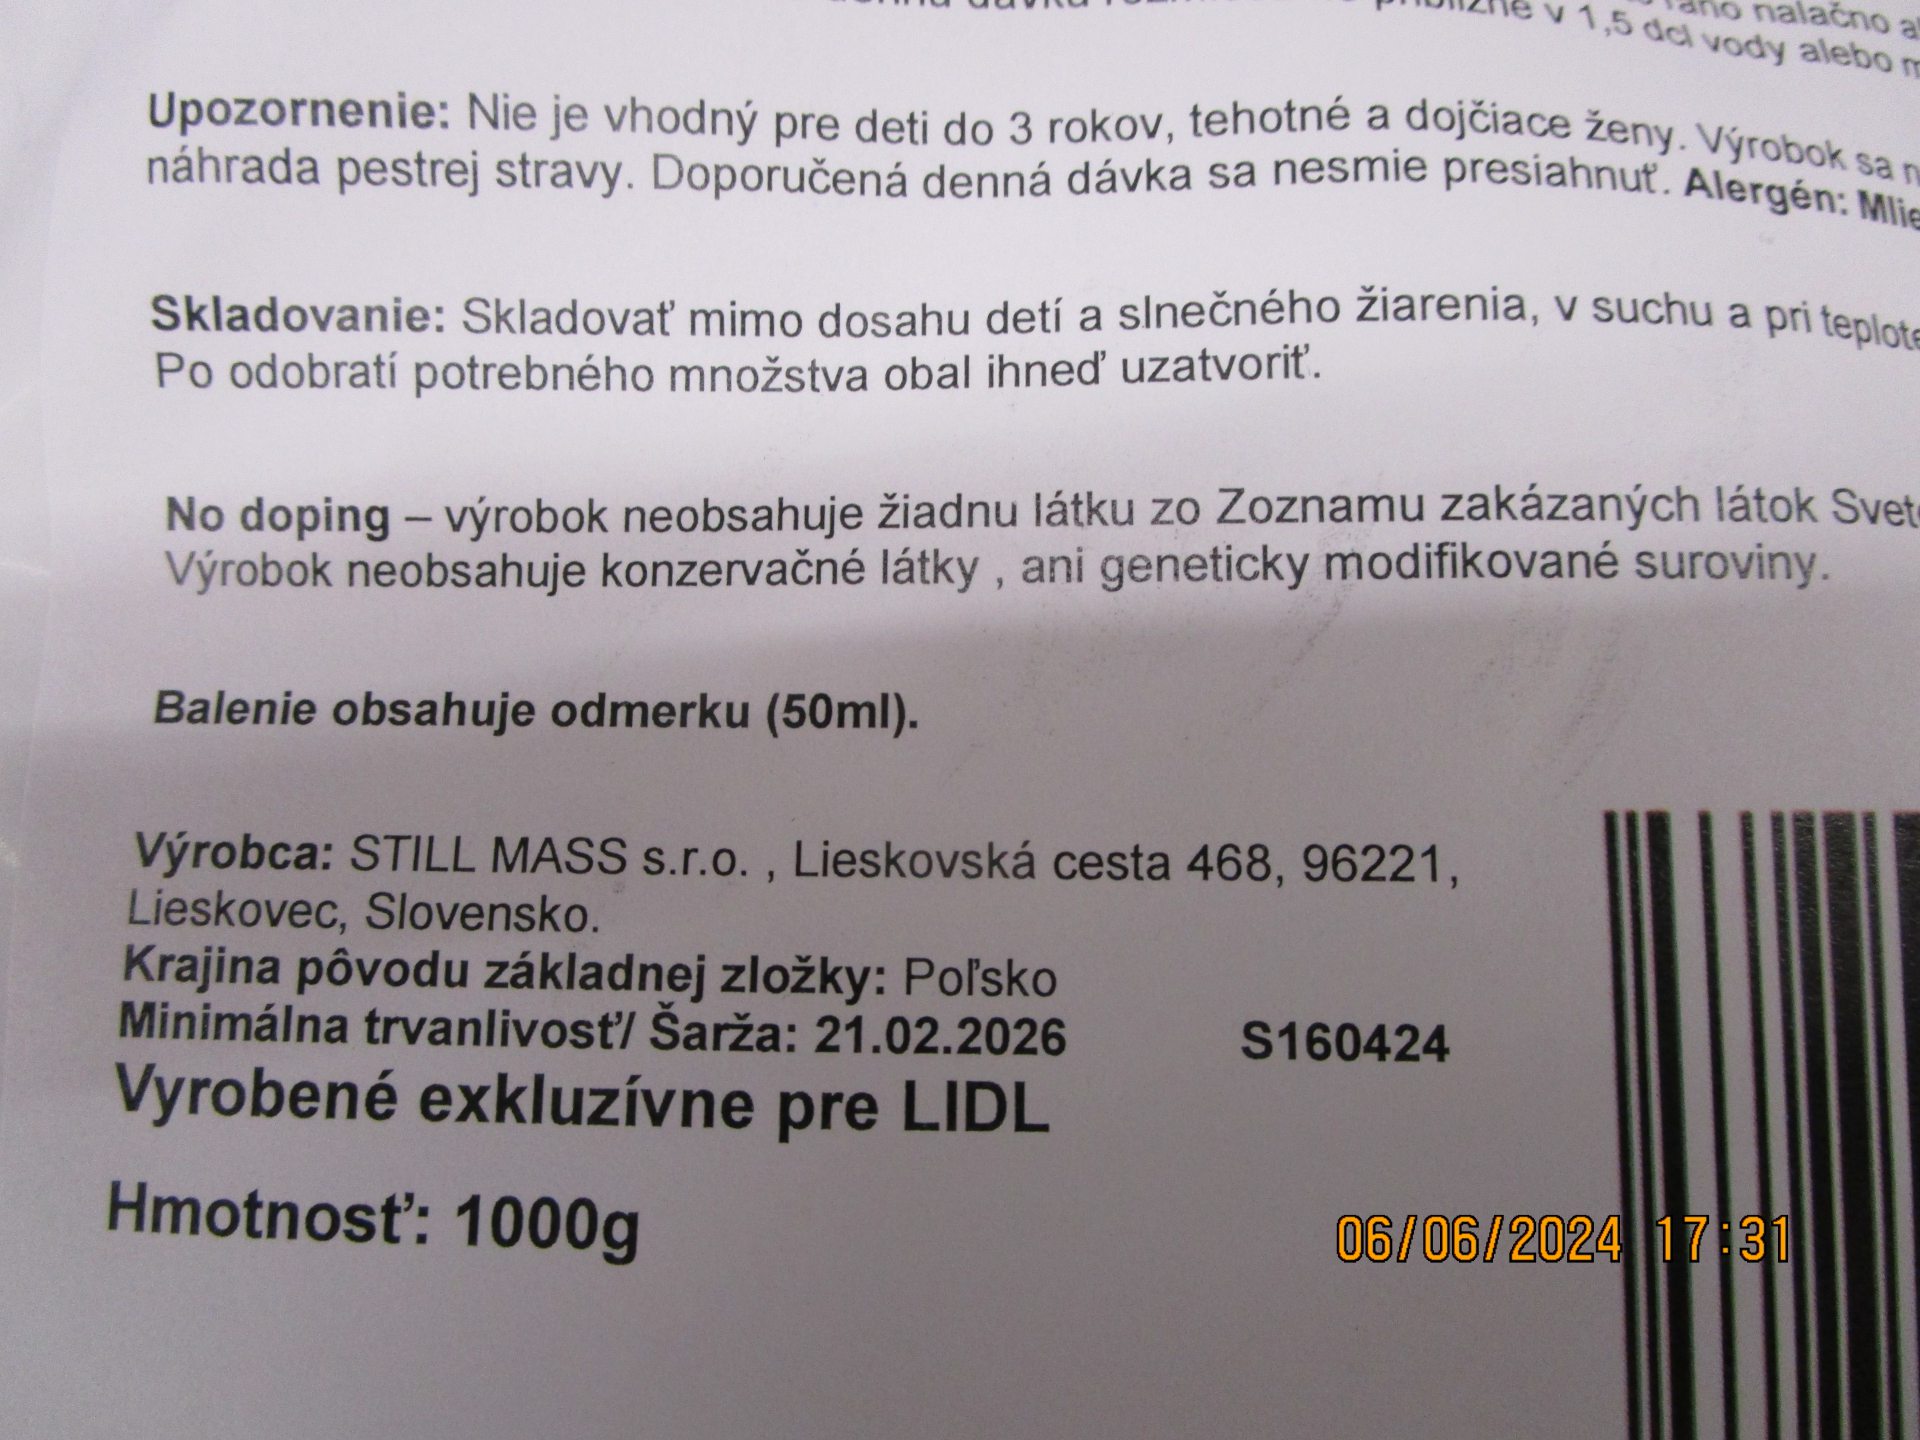 približne v 1,5 dcl vody alebo
nalačno
Upozornenie: Nie je vhodný pre deti do 3 rokov, tehotné a dojčiace ženy. Výrobok sa
náhrada pestrej stravy. Doporučená denná dávka sa nesmie presiahnuť. Alergén:
Skladovanie: Skladovať mimo dosahu detí a slnečného žiarenia, v suchu a pri
Po odobratí potrebného množstva obal ihneď uzatvoriť.
No doping – výrobok neobsahuje žiadnu látku zo Zoznamu zakázaných látok
Výrobok neobsahuje konzervačné látky , ani geneticky modifikované suroviny.
Balenie obsahuje odmerku (50ml).
Výrobca: STILL MASS s.r.o. , Lieskovská cesta 468, 96221,
Lieskovec, Slovensko.
Krajina pôvodu základnej zložky: Poľsko
Minimálna trvanlivosť/ Šarža: 21.02.2026 S160424
Vyrobené exkluzívne pre LIDL
Hmotnosť: 1000g
06/06/2024 17:31